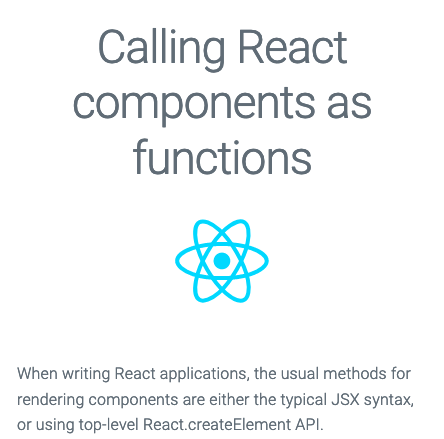 Calling React
components as
functions
When writing React applications, the usual methods for
rendering components are either the typical JSX syntax,
or using top-level React.createElement API.